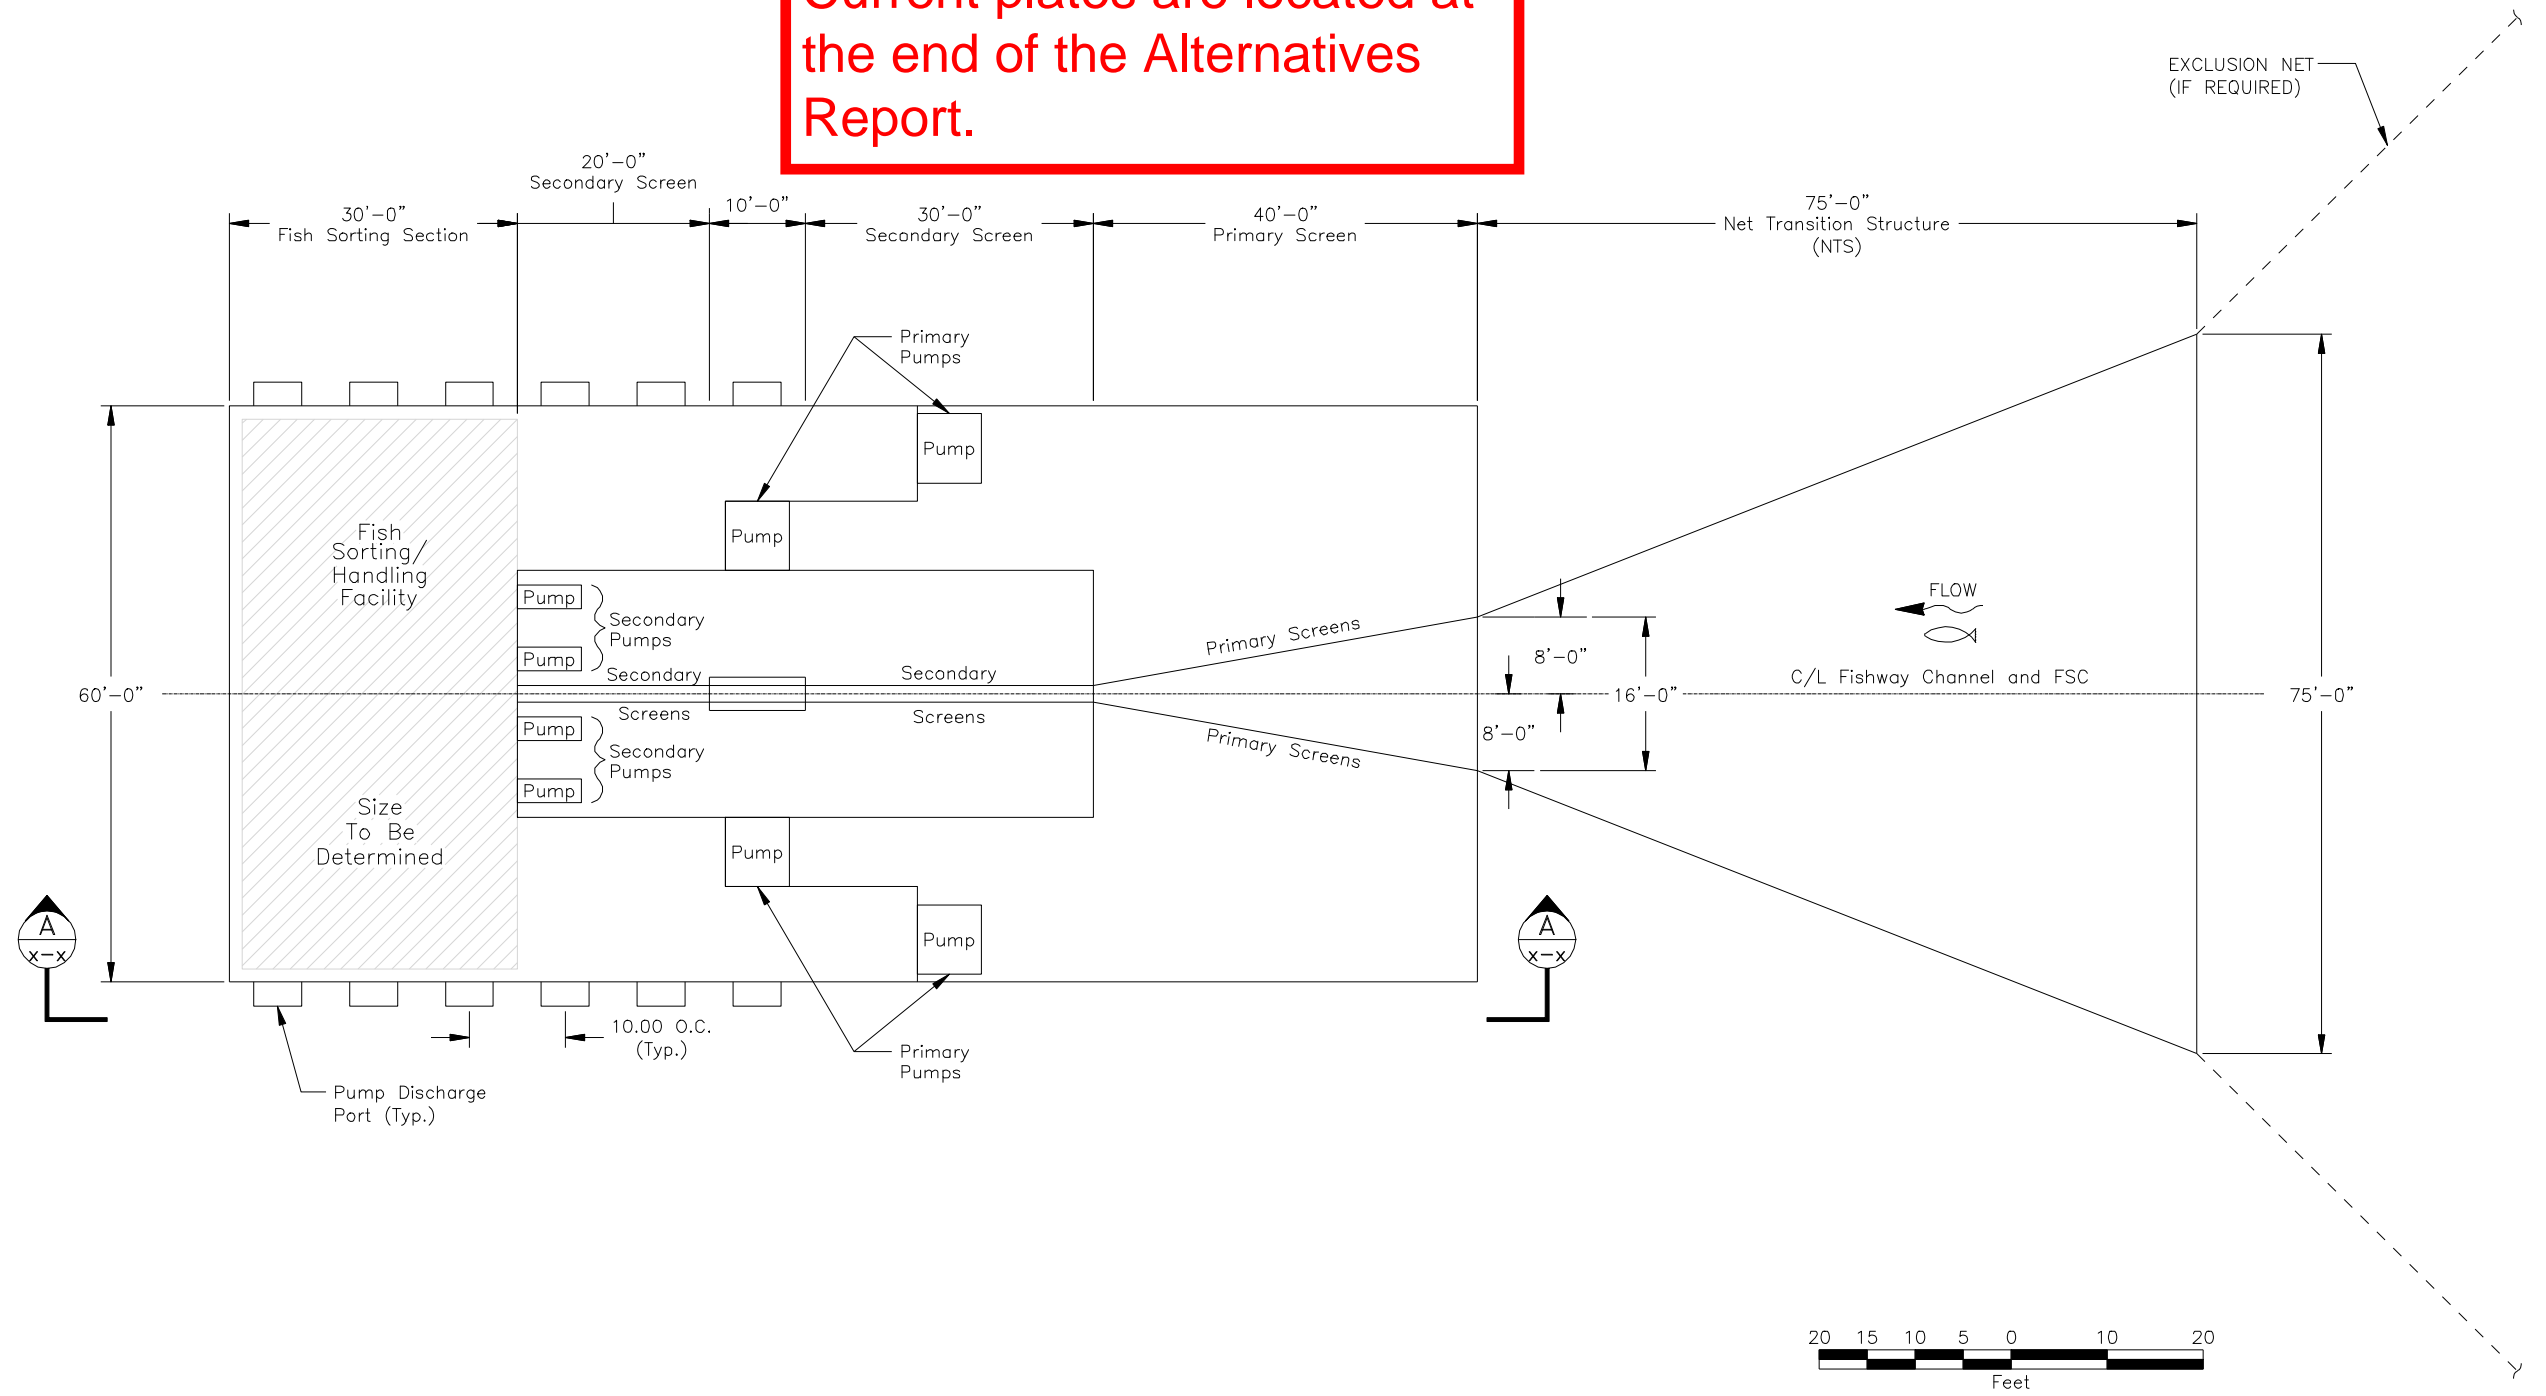 Current plates are located at
the end of the Alternatives
Report.
EXCLUSION NET
(IF REQUIRED)
20'-0"
Secondary Screen
30'-0"
Fish Sorting Section
10'-0"
30'-0"
Secondary Screen
40'-0"
Primary Screen
75'-0"
Net Transition Structure
(NTS)
Primary
Pumps
Pump
Pump
Fish
Sorting/
Handling
Facility
Pump
Secondary
Pumps
Pump
Secondary
Secondary
Primary Screens
FLOW
8'-0"
C/L Fishway Channel and FSC
60'-0"
16'-0"
75'-0"
Screens
Screens
8'-0"
Primary Screens
Pump
Secondary
Pumps
Pump
Size
To Be
Determined
Pump
Pump
A
x-x
A
x-x
10.00 O.C.
(Typ.)
Primary
Pumps
Pump Discharge
Port (Typ.)
20 15 10 5 0 10 20
Feet